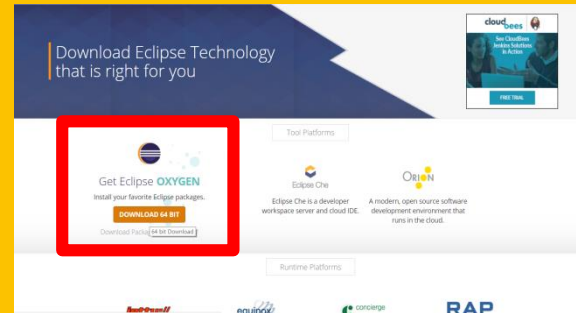 Download Eclipse Technology
that is right for you
cloudbees
See CloudBees
Jenkins Solutions
in Action
FREE TRIAL
Tool Platforms
Get Eclipse OXYGEN
Install your favorite Eclipse packages.
DOWNLOAD 64 BIT
Download Packa
64 bit Download
Eclipse Che
Eclipse Che is a developer
workspace server and cloud IDE.
ORION
A modern, open source software
development environment that
runs in the cloud.
Runtime Platforms
equinox
concierge
RAP